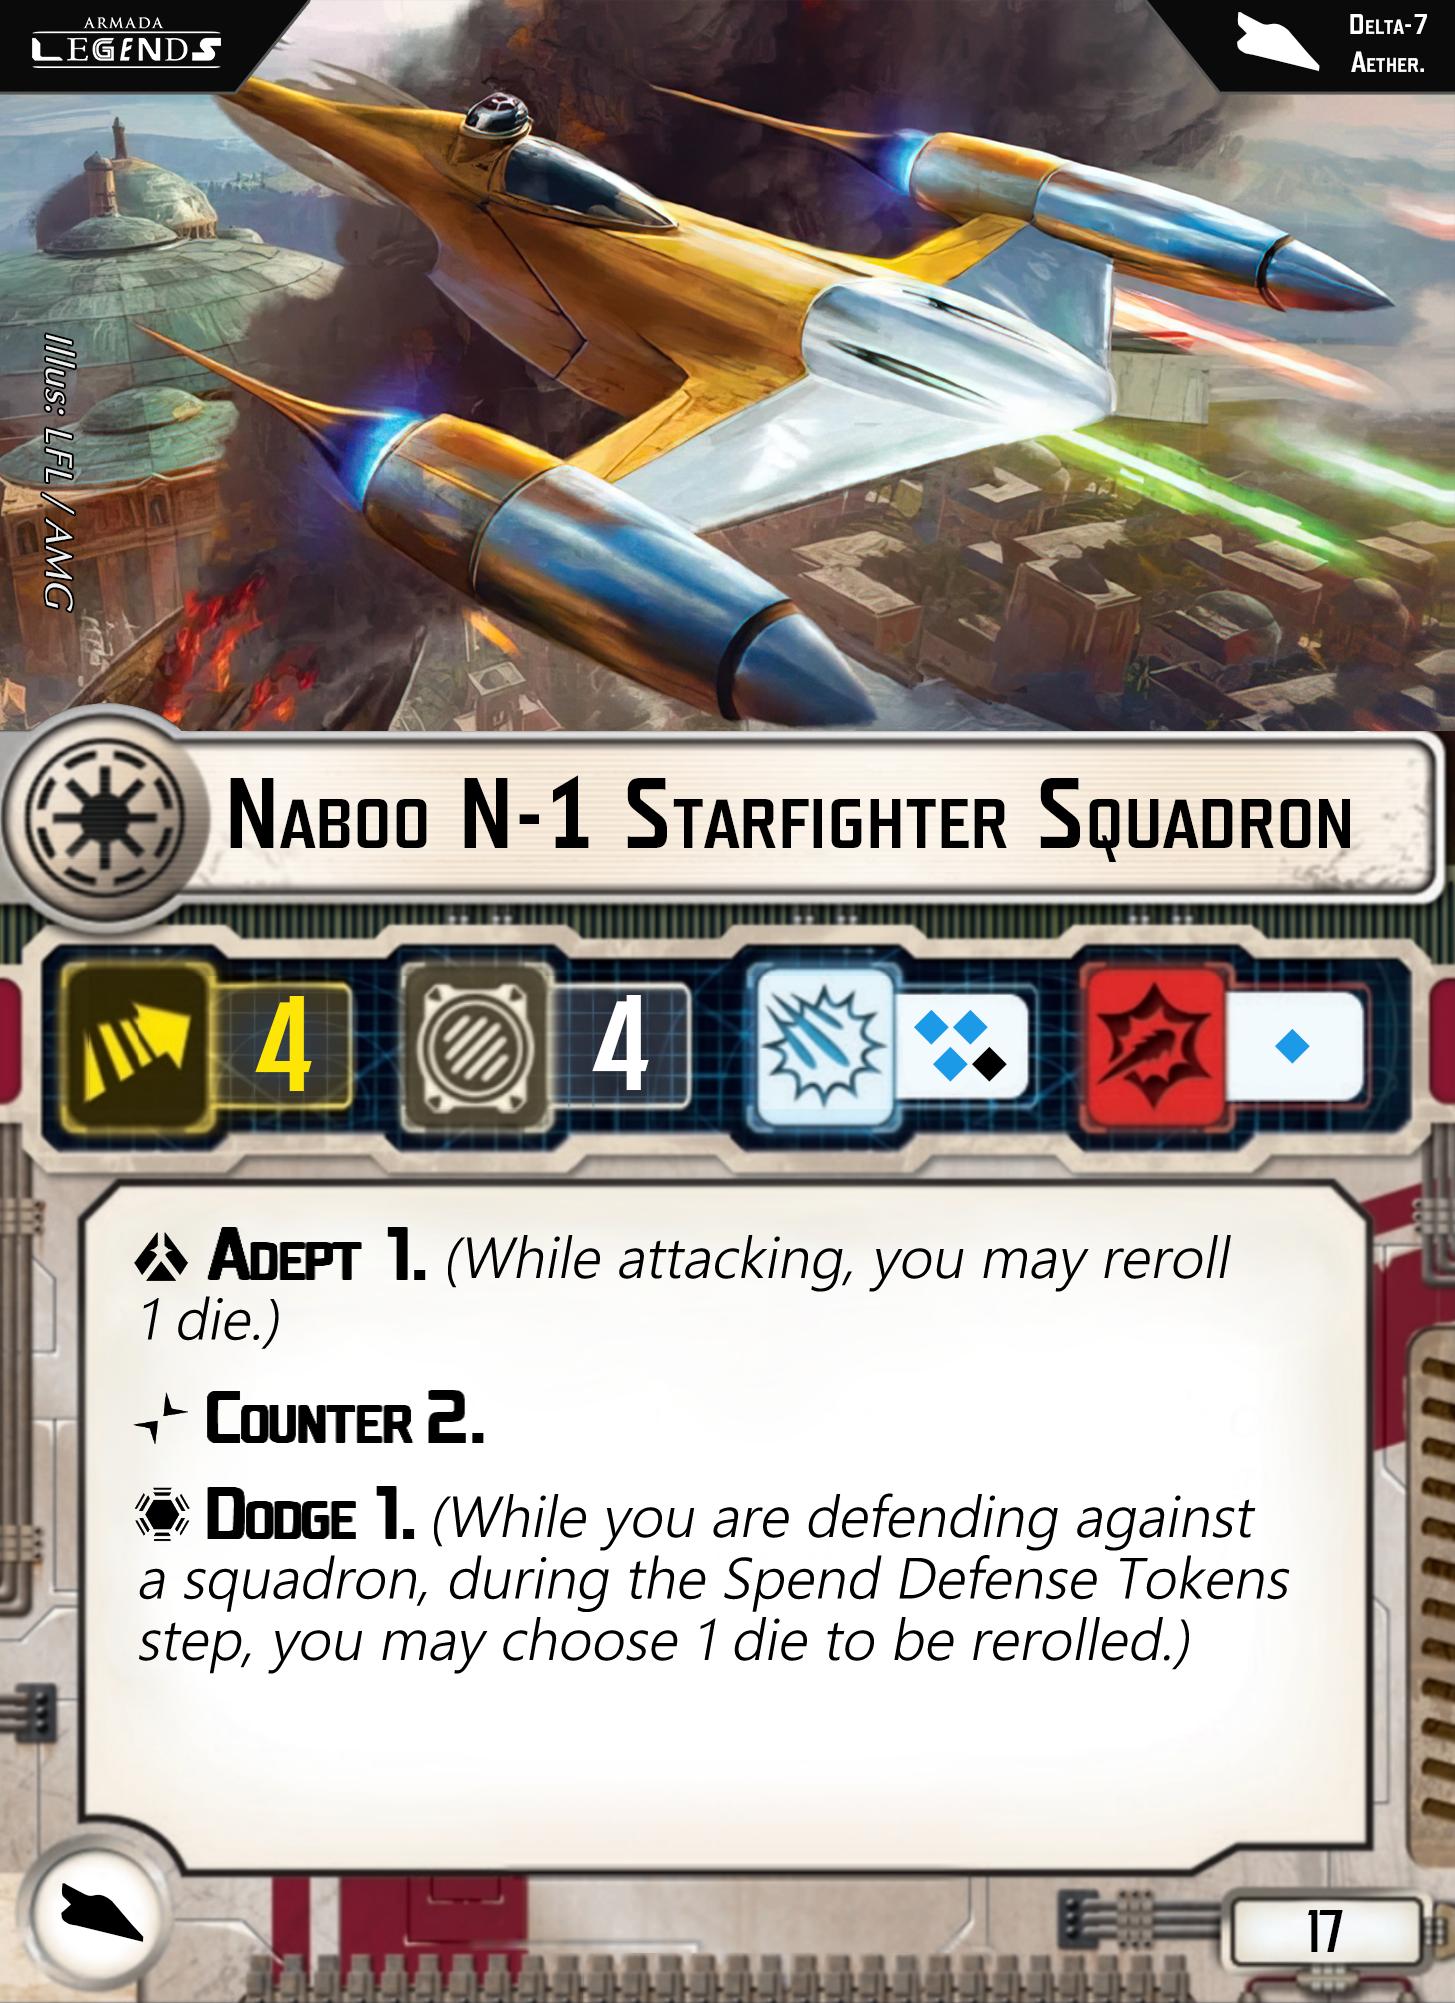 ARMADA
LEGENDS
DELTA-7
AETHER.
Illus: LFL / AMG
NABOO N-1 STARFIGHTER SQUADRON
4
4
ADEPT 1. (While attacking, you may reroll
1 die.)
COUNTER 2.
DODGE 1. (While you are defending against
a squadron, during the Spend Defense Tokens
step, you may choose 1 die to be rerolled.)
17